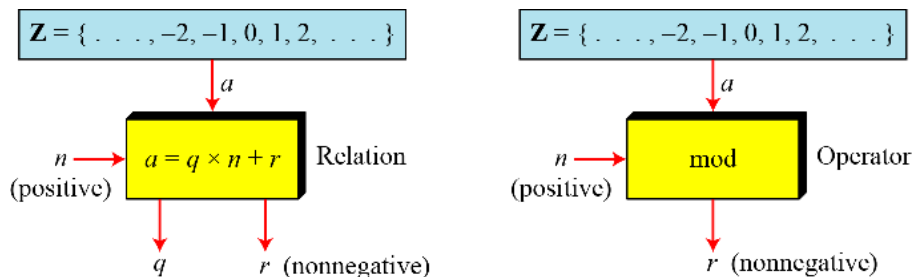 Z = { . . . , –2, –1, 0, 1, 2, . . . }
a
n
(positive)
a = q × n + r
Relation
q
r (nonnegative)
Z = { . . . , –2, –1, 0, 1, 2, . . . }
a
n
(positive)
mod
Operator
r (nonnegative)